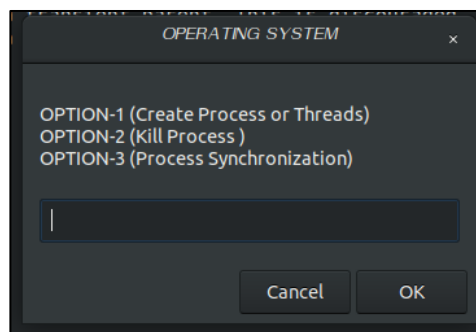 OPERATING SYSTEM
×
OPTION-1 (Create Process or Threads)
OPTION-2 (Kill Process )
OPTION-3 (Process Synchronization)
Cancel
OK